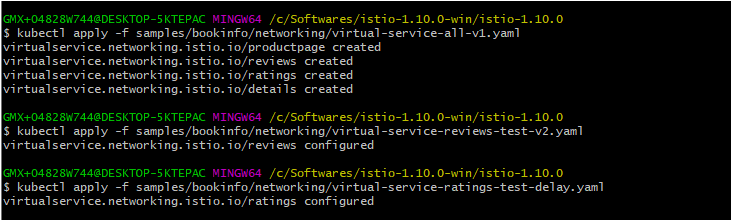 GMX+04828W744@DESKTOP-5KTEPAC MINGW64 /c/Softwares/istio-1.10.0-win/istio-1.10.0
$ kubectl apply -f samples/bookinfo/networking/virtual-service-all-v1.yaml
virtualservice.networking.istio.io/productpage created
virtualservice.networking.istio.io/reviews created
virtualservice.networking.istio.io/ratings created
virtualservice.networking.istio.io/details created
GMX+04828W744@DESKTOP-5KTEPAC MINGW64 /c/Softwares/istio-1.10.0-win/istio-1.10.0
$ kubectl apply -f samples/bookinfo/networking/virtual-service-reviews-test-v2.yaml
virtualservice.networking.istio.io/reviews configured
GMX+04828W744@DESKTOP-5KTEPAC MINGW64 /c/Softwares/istio-1.10.0-win/istio-1.10.0
$ kubectl apply -f samples/bookinfo/networking/virtual-service-ratings-test-delay.yaml
virtualservice.networking.istio.io/ratings configured